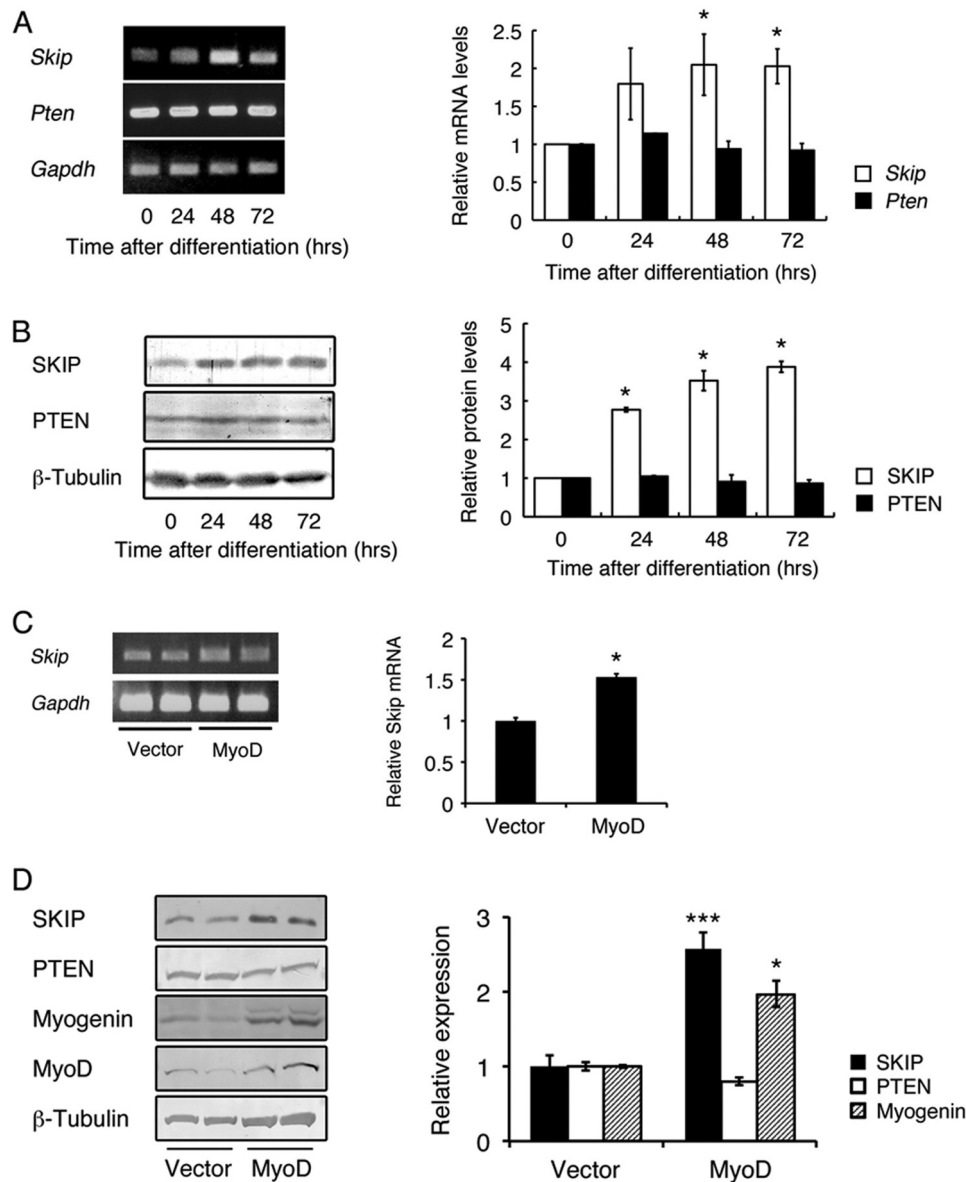 A
Skip
Pten
Gapdh
0 24 48 72
Time after differentiation (hrs)
Relative mRNA levels
2.5
2
1.5
1
0.5
0
* *
0 24 48 72
Time after differentiation (hrs)
Skip
Pten
B
SKIP
PTEN
β-Tubulin
0 24 48 72
Time after differentiation (hrs)
Relative protein levels
5
4
3
2
1
0
* * *
0 24 48 72
Time after differentiation (hrs)
SKIP
PTEN
C
Skip
Gapdh
Vector MyoD
Relative Skip mRNA
2
1.5
1
0.5
0
*
Vector MyoD
D
SKIP
PTEN
Myogenin
MyoD
β-Tubulin
Vector MyoD
Relative expression
3
2
1
0
*** *
Vector MyoD
SKIP
PTEN
Myogenin